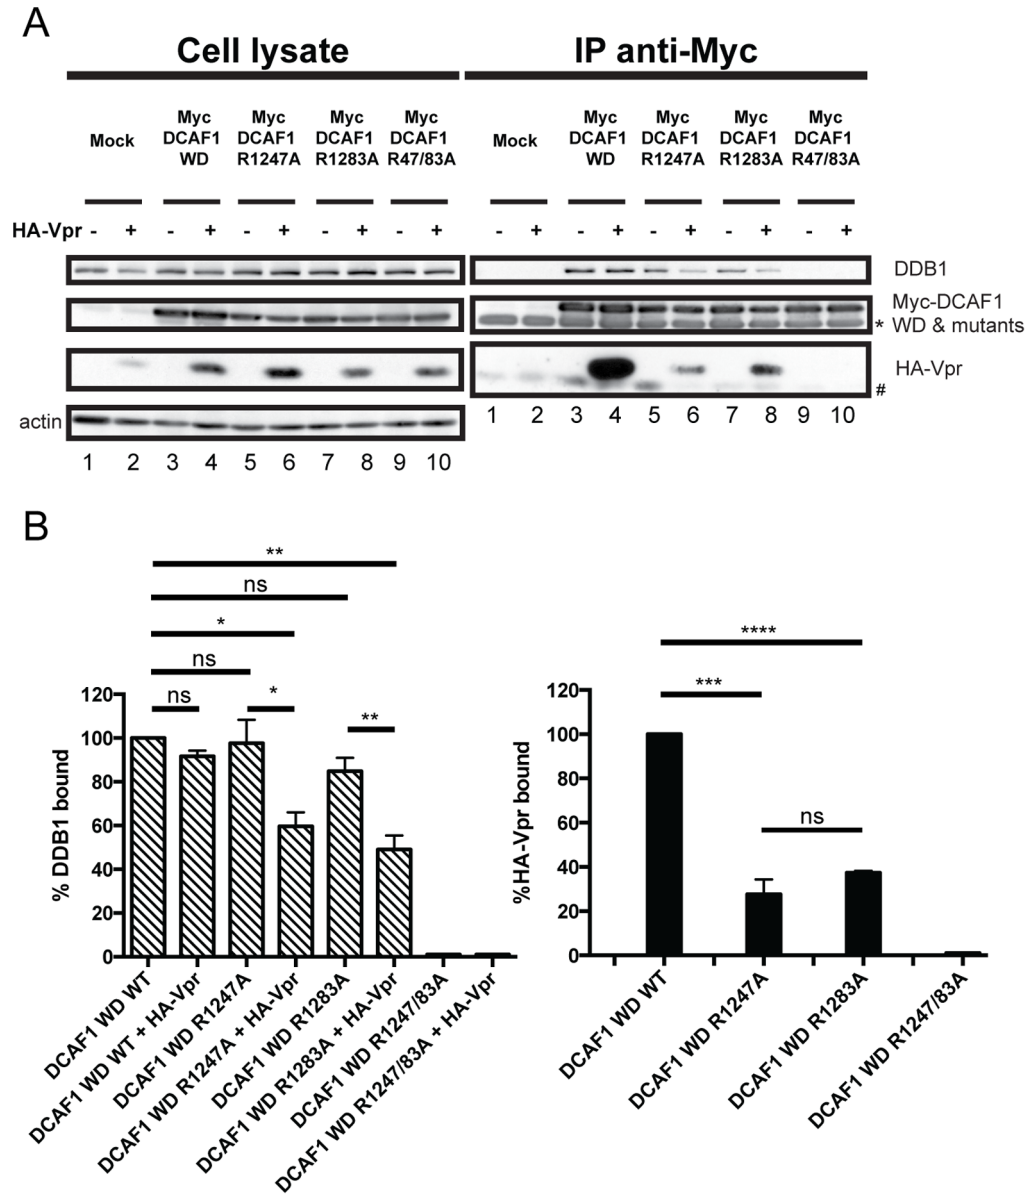 A
Cell lysate
IP anti-Myc
Mock
Myc
DCAF1
WD
Myc
DCAF1
R1247A
Myc
DCAF1
R1283A
Myc
DCAF1
R47/83A
Mock
Myc
DCAF1
WD
Myc
DCAF1
R1247A
Myc
DCAF1
R1283A
Myc
DCAF1
R47/83A
HA-Vpr - + - + - + - + - +
- + - + - + - + - +
DDB1
Myc-DCAF1
* WD & mutants
HA-Vpr
#
actin
1 2 3 4 5 6 7 8 9 10
1 2 3 4 5 6 7 8 9 10
B
**
ns
*
ns
ns
*
**
% DDB1 bound
120
100
80
60
40
20
0
DCAF1 WD WT
DCAF1 WD WT + HA-Vpr
DCAF1 WD R1247A
DCAF1 WD R1247A + HA-Vpr
DCAF1 WD R1283A
DCAF1 WD R1283A + HA-Vpr
DCAF1 WD R1247/83A
DCAF1 WD R1247/83A + HA-Vpr
****
***
ns
%HA-Vpr bound
120
100
80
60
40
20
0
DCAF1 WD WT
DCAF1 WD R1247A
DCAF1 WD R1283A
DCAF1 WD R1247/83A